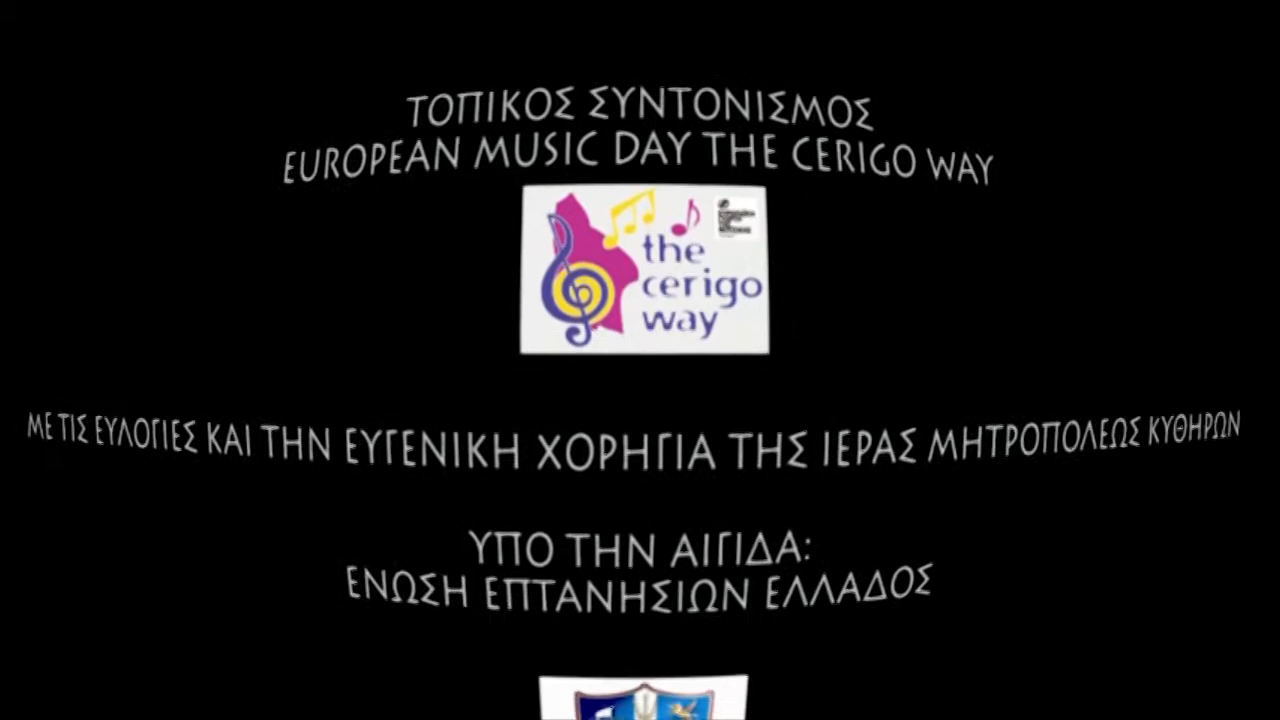 ΤΟΠΙΚΟΣ ΣΥΝΤΟΝΙΣΜΟΣ
EUROPEAN MUSIC DAY THE CERIGO WAY
the
cerigo
way
ΜΕ ΤΙΣ ΕΥΛΟΓΙΕΣ ΚΑΙ ΤΗΝ ΕΥΓΕΝΙΚΗ ΧΟΡΗΓΙΑ ΤΗΣ ΙΕΡΑΣ ΜΗΤΡΟΠΟΛΕΩΣ ΚΥΘΗΡΩΝ
ΥΠΟ ΤΗΝ ΑΙΓΙΔΑ:
ΕΝΩΣΗ ΕΠΤΑΝΗΣΙΩΝ ΕΛΛΑΔΟΣ